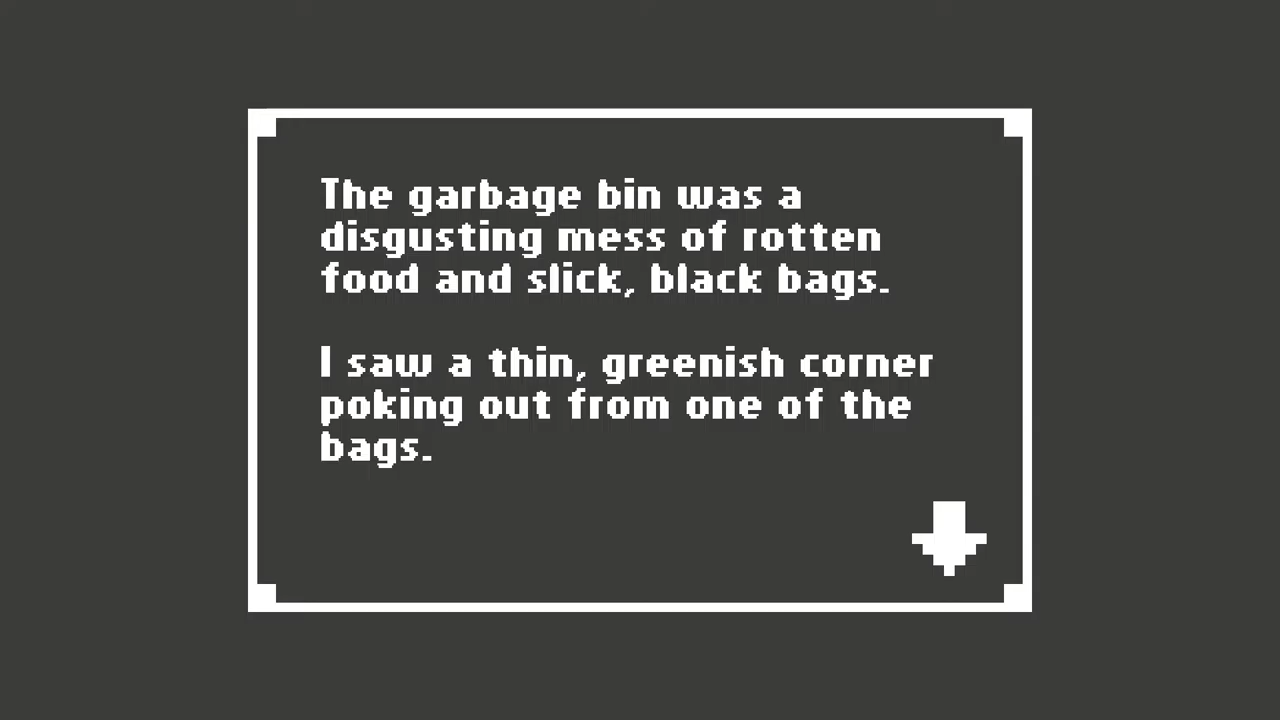 The garbage bin was a
disgusting mess of rotten
food and slick, black bags.
I saw a thin, greenish corner
poking out from one of the
bags.